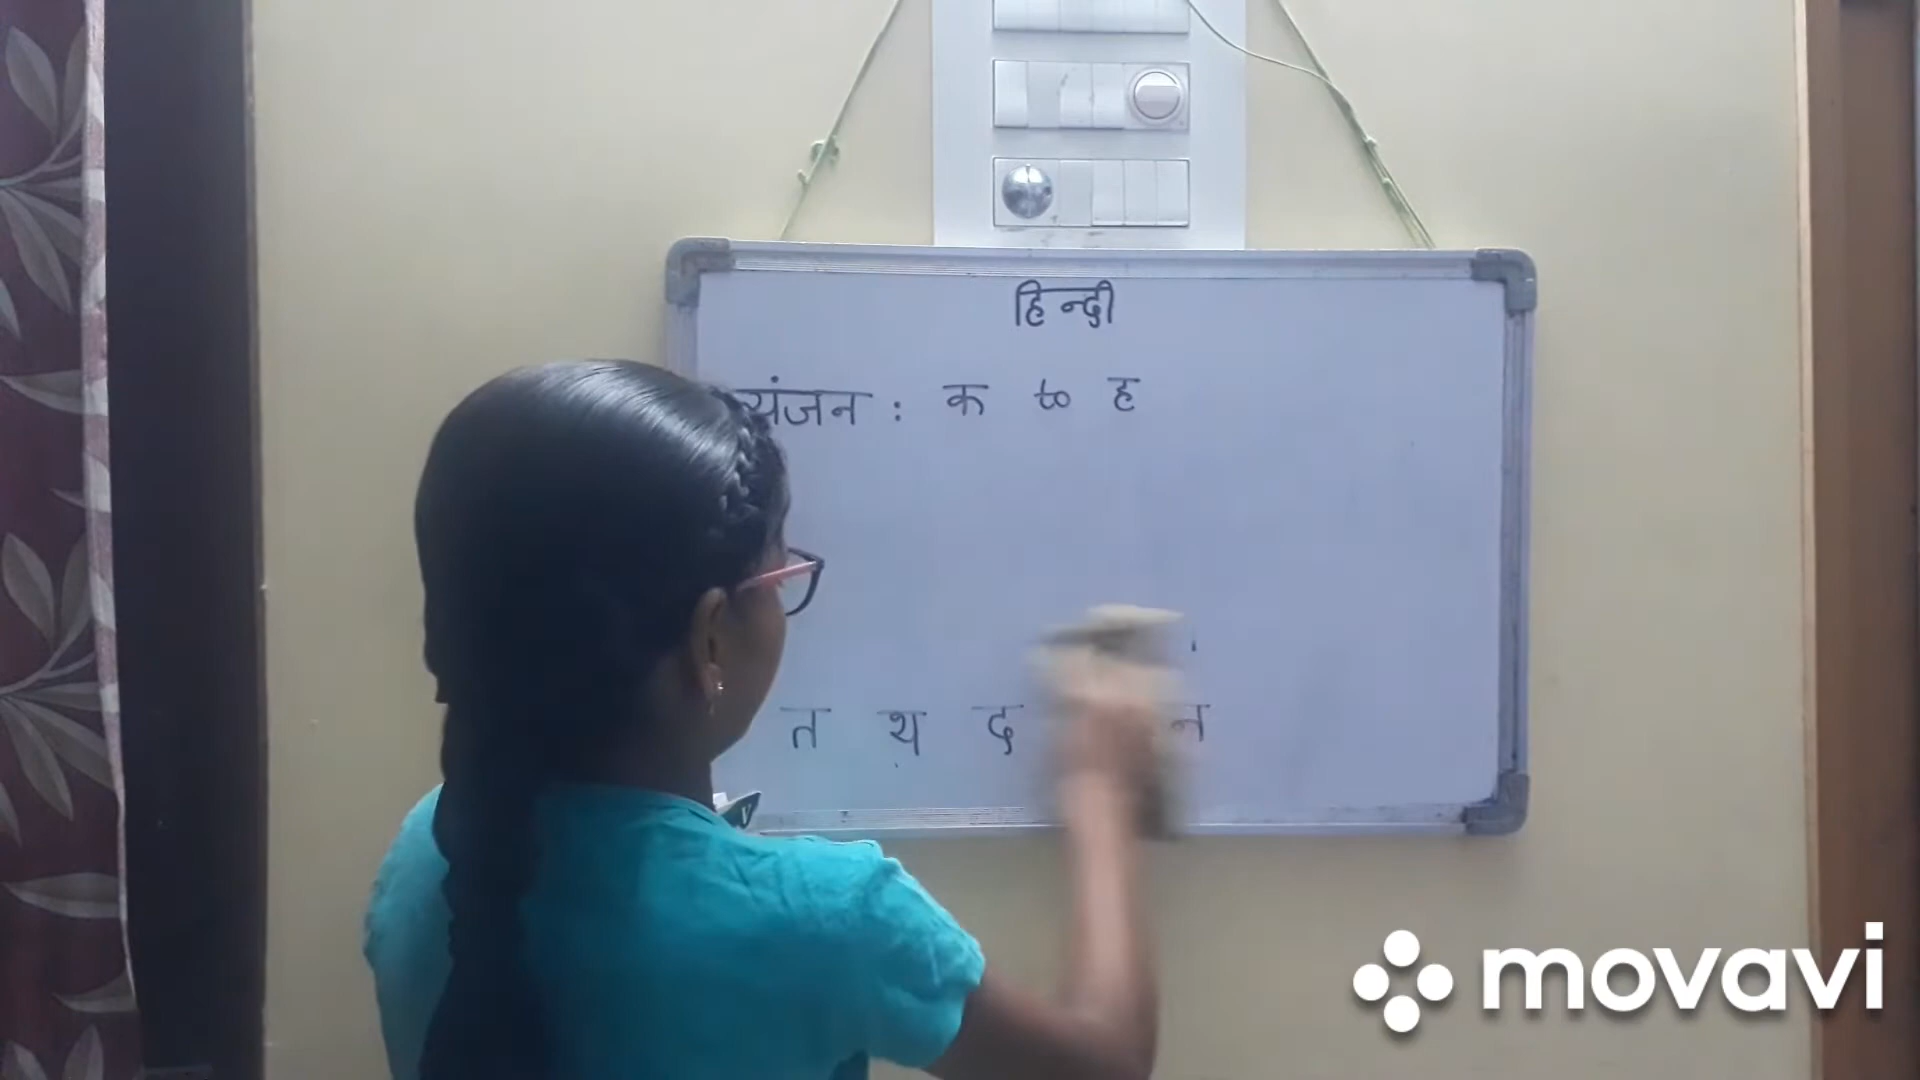 हिन्दी
व्यंजन : क to ह
त थ द न
movavi